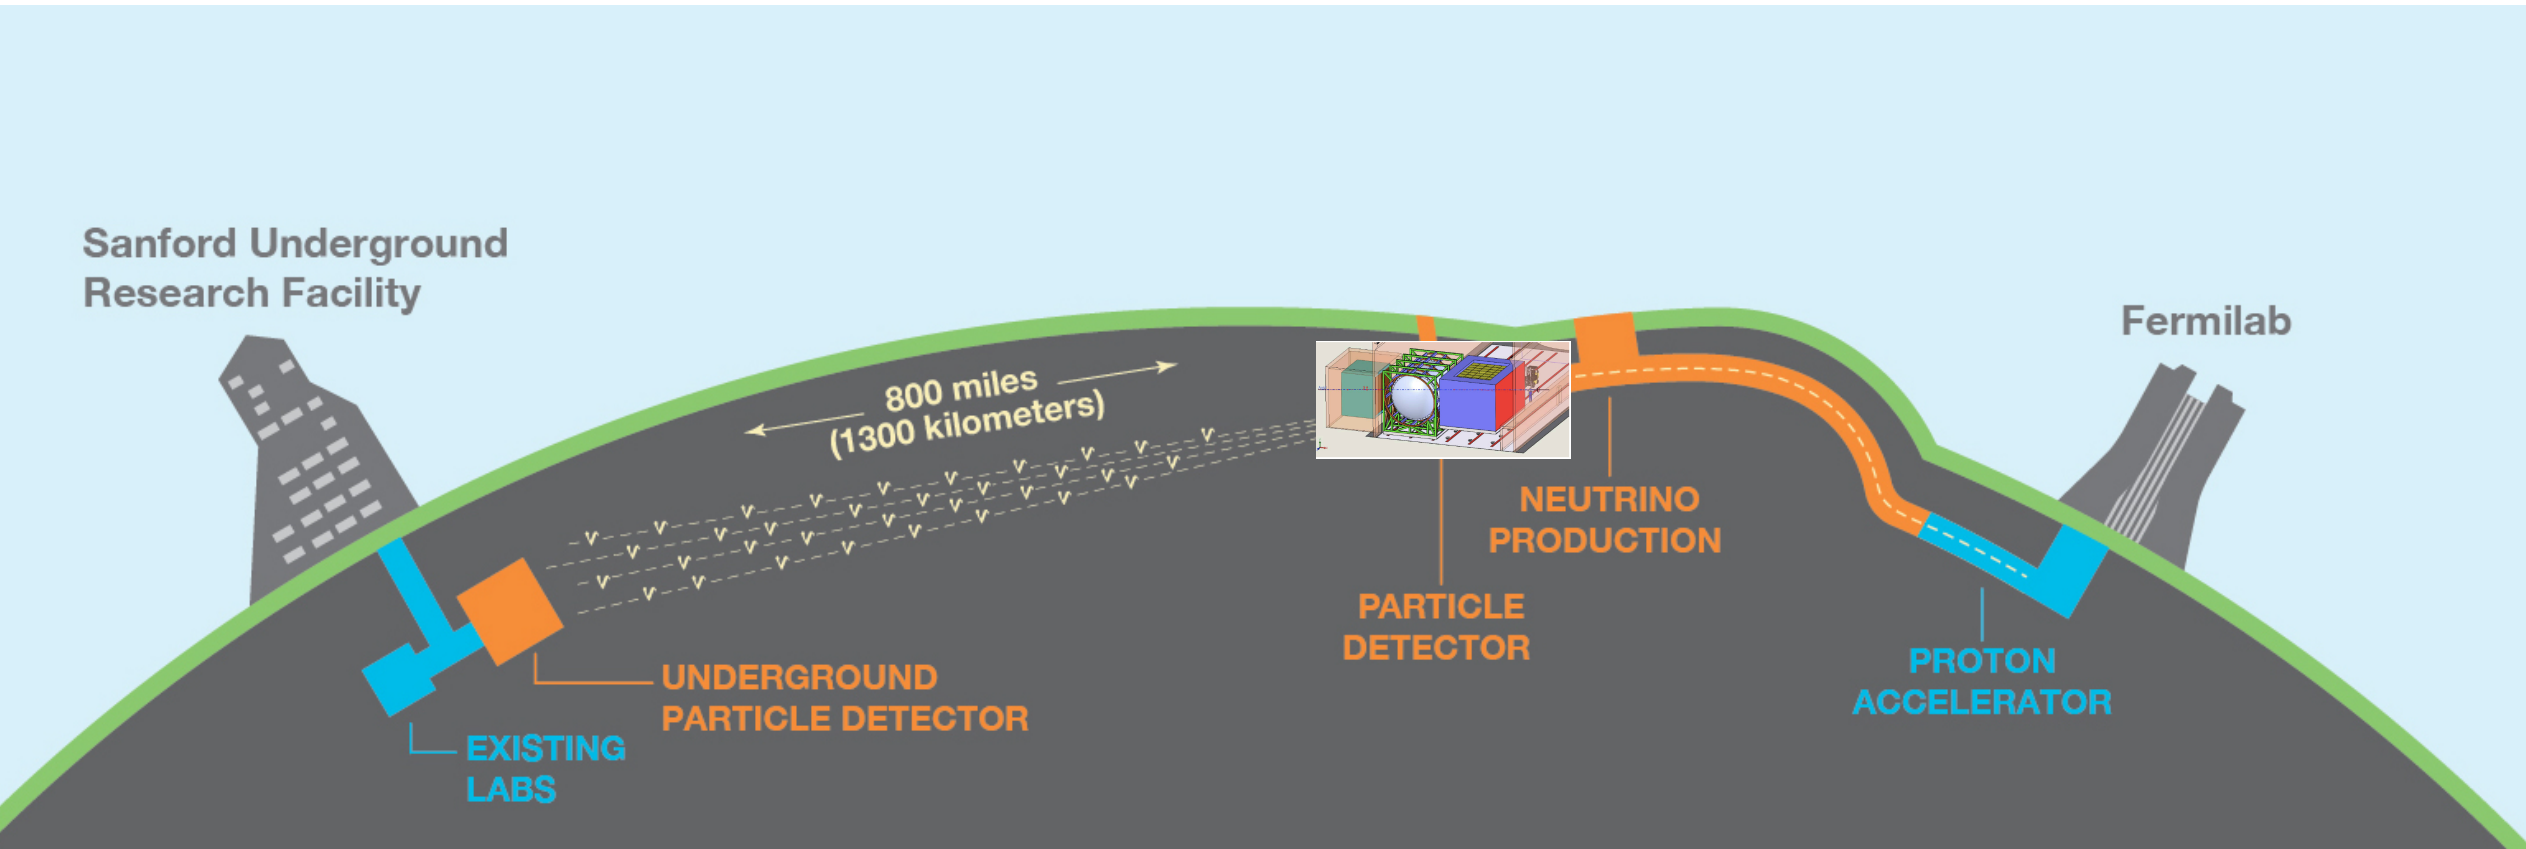 Sanford Underground
Research Facility
Fermilab
800 miles
(1300 kilometers)
NEUTRINO
PRODUCTION
PARTICLE
DETECTOR
PROTON
ACCELERATOR
UNDERGROUND
PARTICLE DETECTOR
EXISTING
LABS